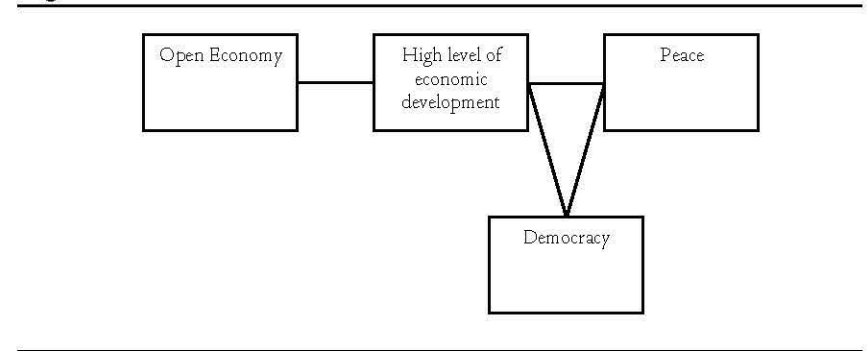 Open Economy
High level of
economic
development
Peace
Democracy